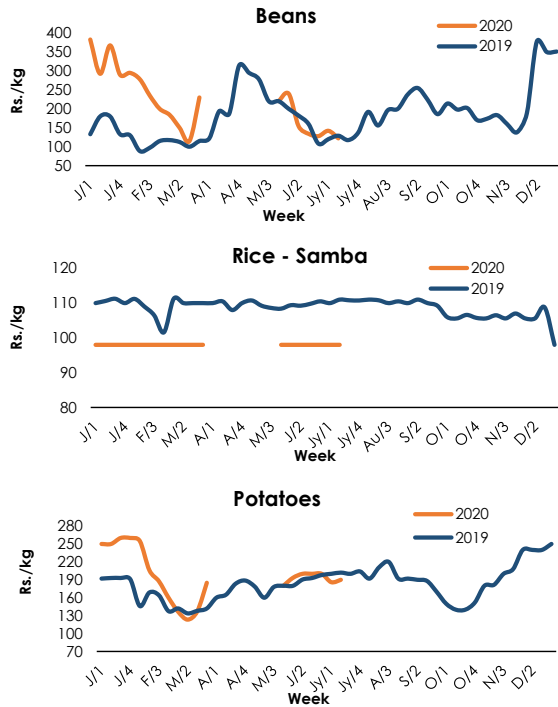 Beans
2020
2019
Rs./kg
400
350
300
250
200
150
100
50
J/1
J/4
F/3
M/2
A/1
A/4
M/3
J/2
Jy/1
Jy/4
AU/3
S/2
O/1
O/4
N/3
D/2
Week
Rice - Samba
2020
2019
Rs./kg
120
110
100
90
80
J/1
J/4
F/3
M/2
A/1
A/1
M/3
J/2
Jy/1
Jy/4
AU/3
S/2
O/1
O/4
N/3
D/2
Week
Potatoes
2020
2019
Rs./kg
280
250
220
190
160
130
100
70
J/1
J/4
F/3
M/2
A/1
A/4
M/3
J/2
Jy/1
Jy/4
AU/3
S/2
O/1
O/4
N/3
D/2
Week